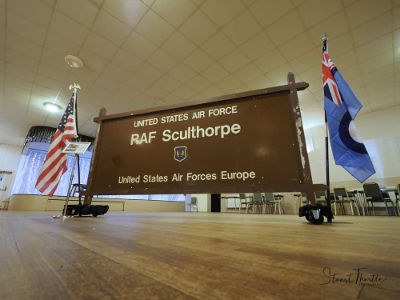 UNITED STATES AIR FORCE
RAF Sculthorpe
United States Air Forces Europe
Stuart Thurtle